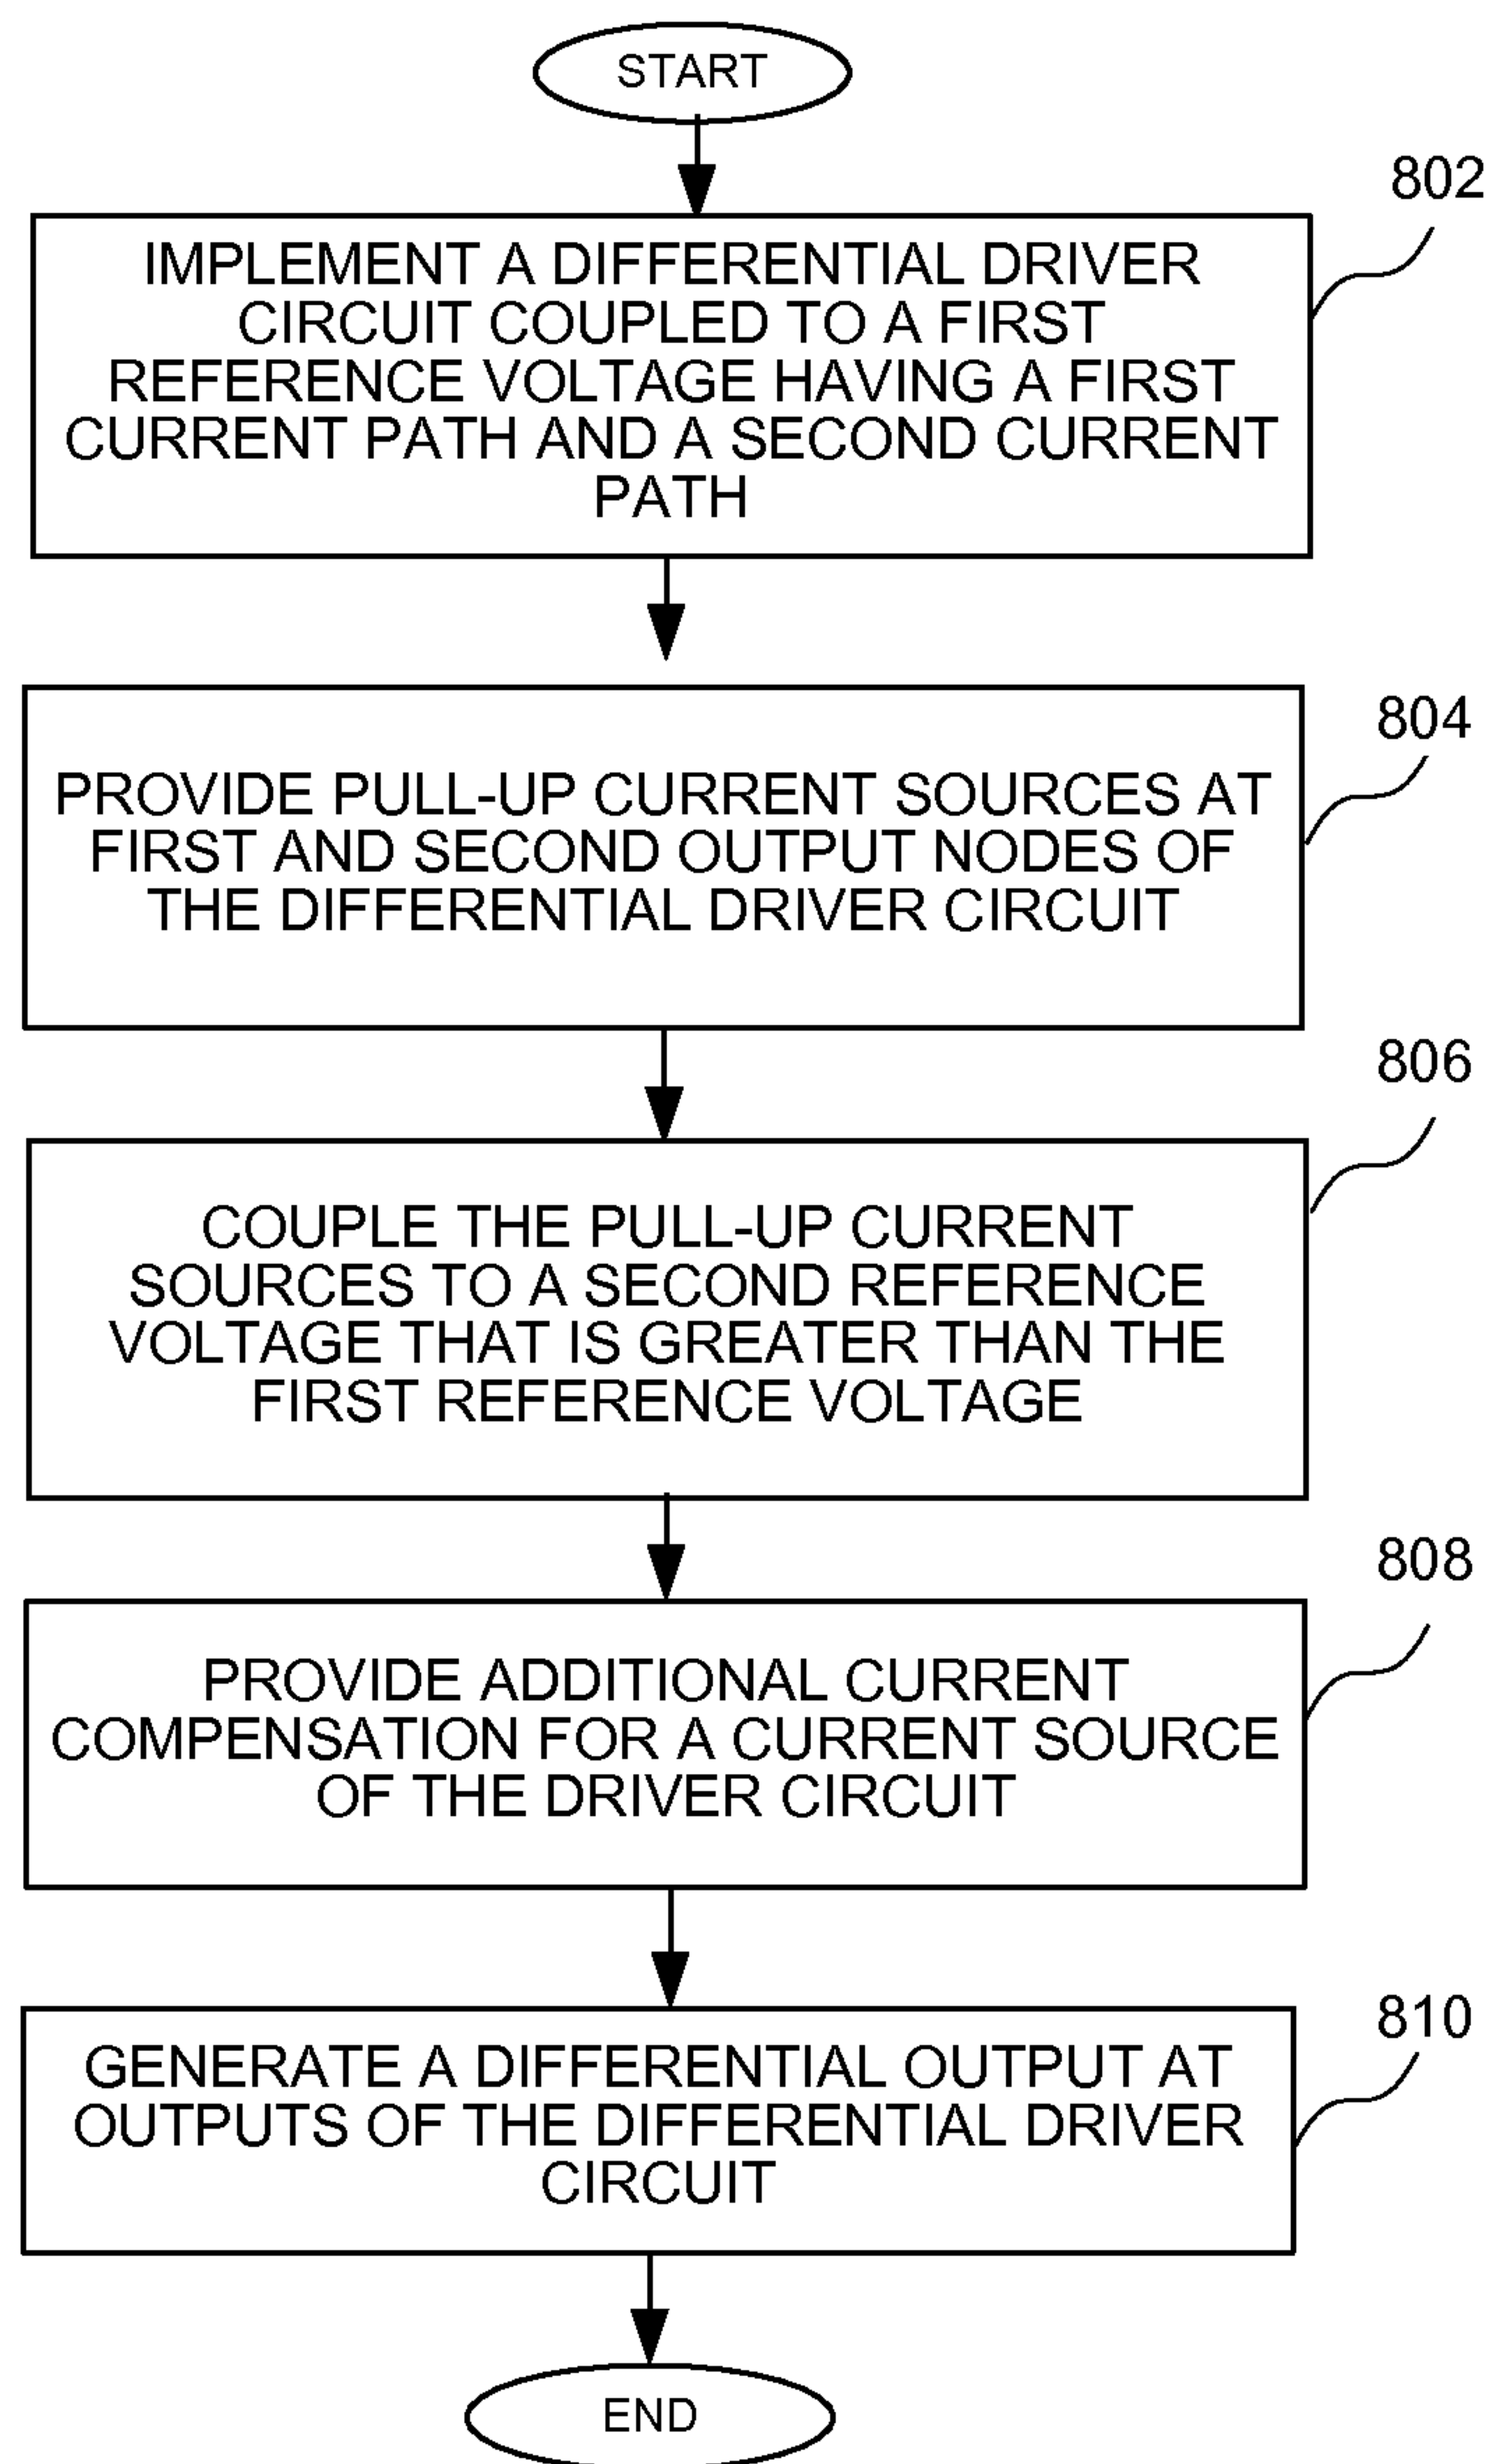 START
802
IMPLEMENT A DIFFERENTIAL DRIVER
CIRCUIT COUPLED TO A FIRST
REFERENCE VOLTAGE HAVING A FIRST
CURRENT PATH AND A SECOND CURRENT
PATH
804
PROVIDE PULL-UP CURRENT SOURCES AT
FIRST AND SECOND OUTPUT NODES OF
THE DIFFERENTIAL DRIVER CIRCUIT
806
COUPLE THE PULL-UP CURRENT
SOURCES TO A SECOND REFERENCE
VOLTAGE THAT IS GREATER THAN THE
FIRST REFERENCE VOLTAGE
808
PROVIDE ADDITIONAL CURRENT
COMPENSATION FOR A CURRENT SOURCE
OF THE DRIVER CIRCUIT
810
GENERATE A DIFFERENTIAL OUTPUT AT
OUTPUTS OF THE DIFFERENTIAL DRIVER
CIRCUIT
END